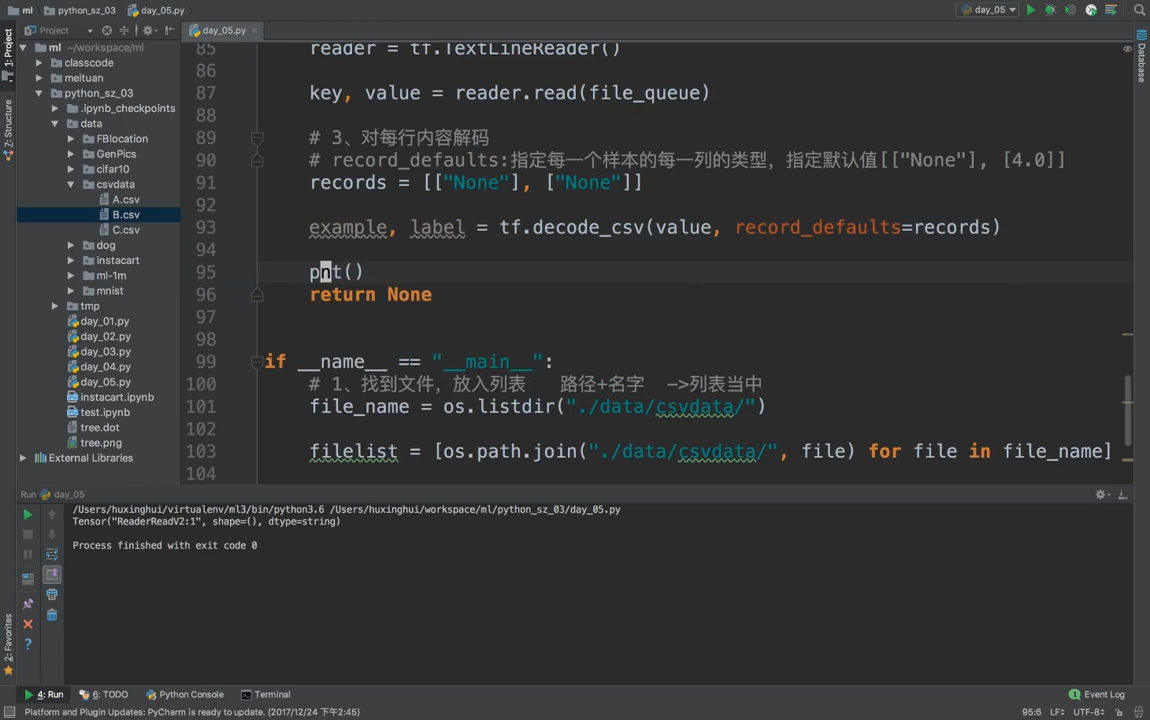 ml python_sz_03 day_05.py
day_05
Project
day_05.py
1: Project
Z: Structure
2: Favorites
Database
ml ~/workspace/ml
classcode
meituan
python_sz_03
.ipynb_checkpoints
data
FBlocation
GenPics
cifar10
csvdata
A.csv
B.csv
C.csv
dog
instacart
ml-1m
mnist
tmp
day_01.py
day_02.py
day_03.py
day_04.py
day_05.py
instacart.ipynb
test.ipynb
tree.dot
tree.png
External Libraries
85 reader = tf.TextLineReader()
86
87 key, value = reader.read(file_queue)
88
89 # 3、对每行内容解码
90 # record_defaults:指定每一个样本的每一列的类型，指定默认值[["None"], [4.0]]
91 records = [["None"], ["None"]]
92
93 example, label = tf.decode_csv(value, record_defaults=records)
94
95 pnt()
96 return None
97
98
99 if __name__ == "__main__":
100 # 1、找到文件，放入列表 路径+名字 ->列表当中
101 file_name = os.listdir("./data/csvdata/")
102
103 filelist = [os.path.join("./data/csvdata/", file) for file in file_name]
104
Run day_05
/Users/huxinghui/virtualenv/ml3/bin/python3.6 /Users/huxinghui/workspace/ml/python_sz_03/day_05.py
Tensor("ReaderReadV2:1", shape=(), dtype=string)
Process finished with exit code 0
4: Run 6: TODO Python Console Terminal 1 Event Log
Platform and Plugin Updates: PyCharm is ready to update. (2017/12/24 下午2:45) 95:6 LF÷ UTF-8÷